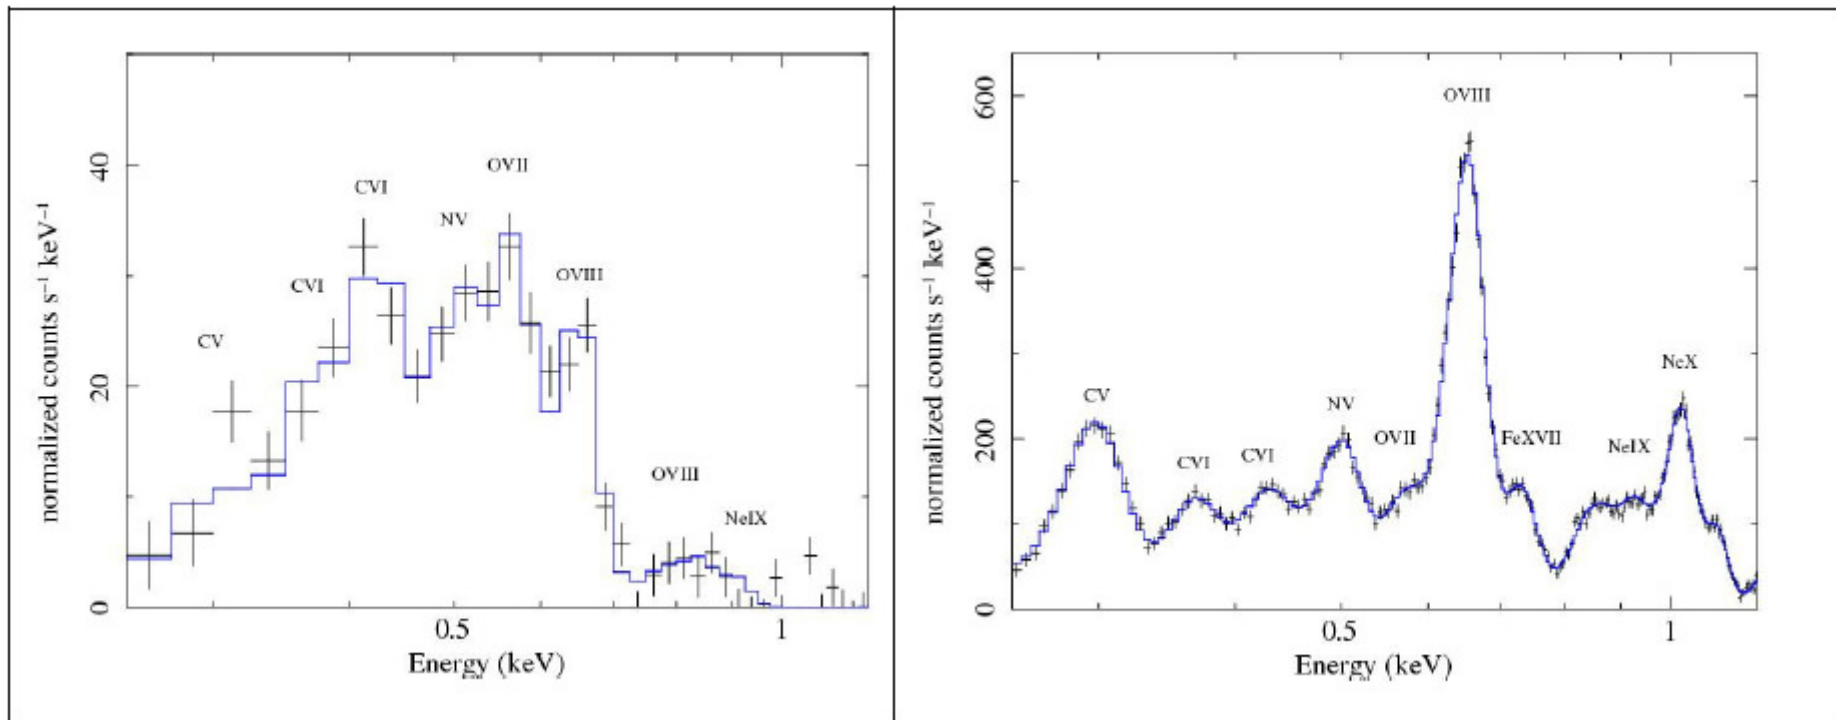 normalized counts s⁻¹ keV⁻¹
40
20
0
CV
CVI
CVI
NV
OVII
OVIII
OVIII
NeIX
0.5
1
Energy (keV)
normalized counts s⁻¹ keV⁻¹
600
400
200
0
CV
CVI
CVI
NV
OVII
OVIII
FeXVII
NeIX
NeX
0.5
1
Energy (keV)